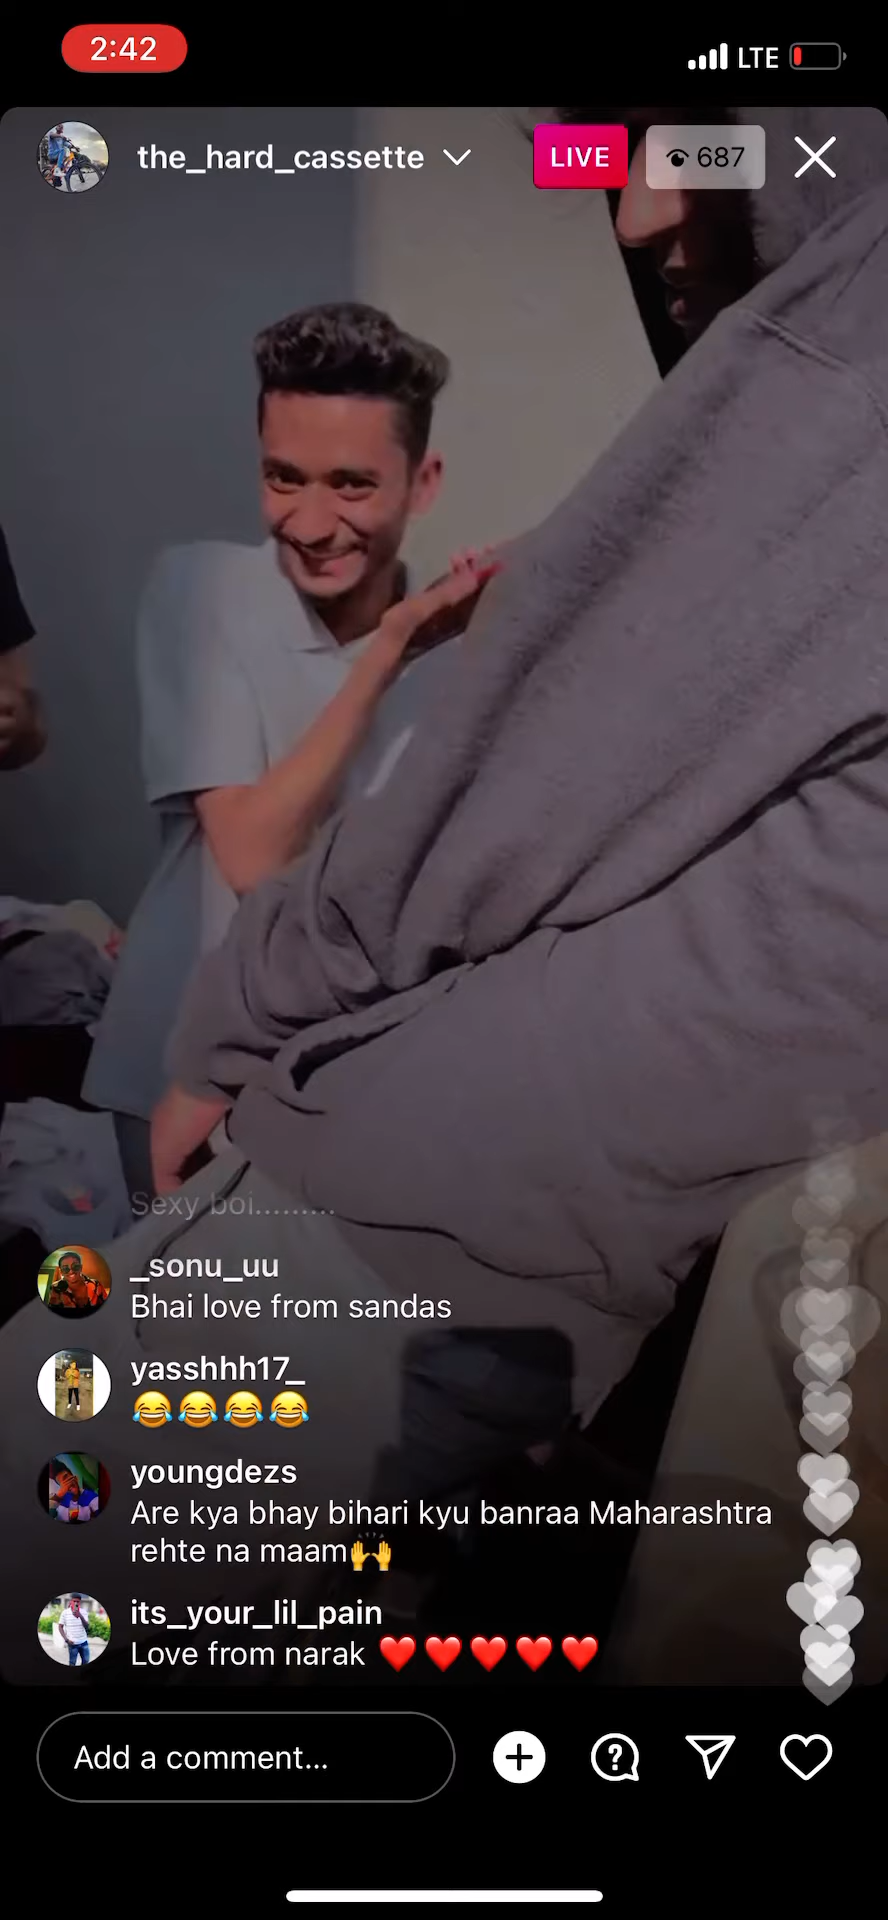 2:42
LTE
the_hard_cassette
LIVE
687
Sexy boi.........
_sonu_uu
Bhai love from sandas
yasshhh17_
😂😂😂😂
youngdezs
Are kya bhay bihari kyu banraa Maharashtra
rehte na maam🙌
its_your_lil_pain
Love from narak ❤️❤️❤️❤️❤️
Add a comment...